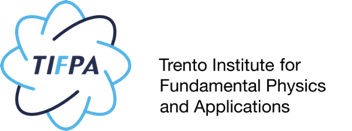 TIFPA
Trento Institute for
Fundamental Physics
and Applications